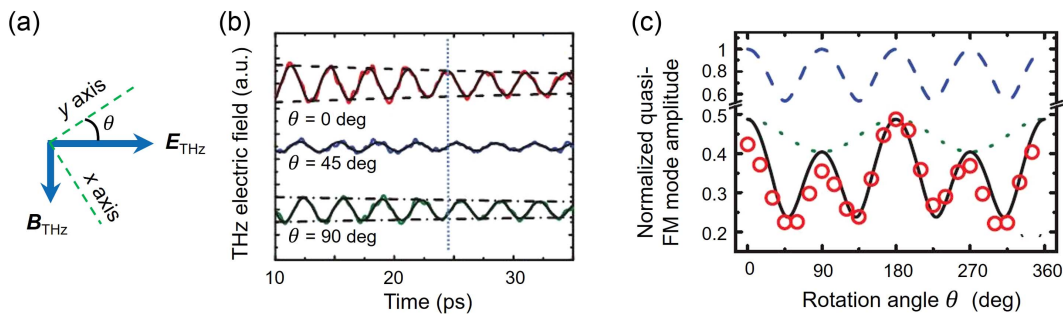 (a)
y axis
θ
E THz
x axis
B THz
(b)
THz electric field (a.u.)
θ = 0 deg
θ = 45 deg
θ = 90 deg
10
20
30
Time (ps)
(c)
Normalized quasi-
FM mode amplitude
1
0.8
0.6
0.5
0.4
0.3
0.2
0
90
180
270
360
Rotation angle θ (deg)